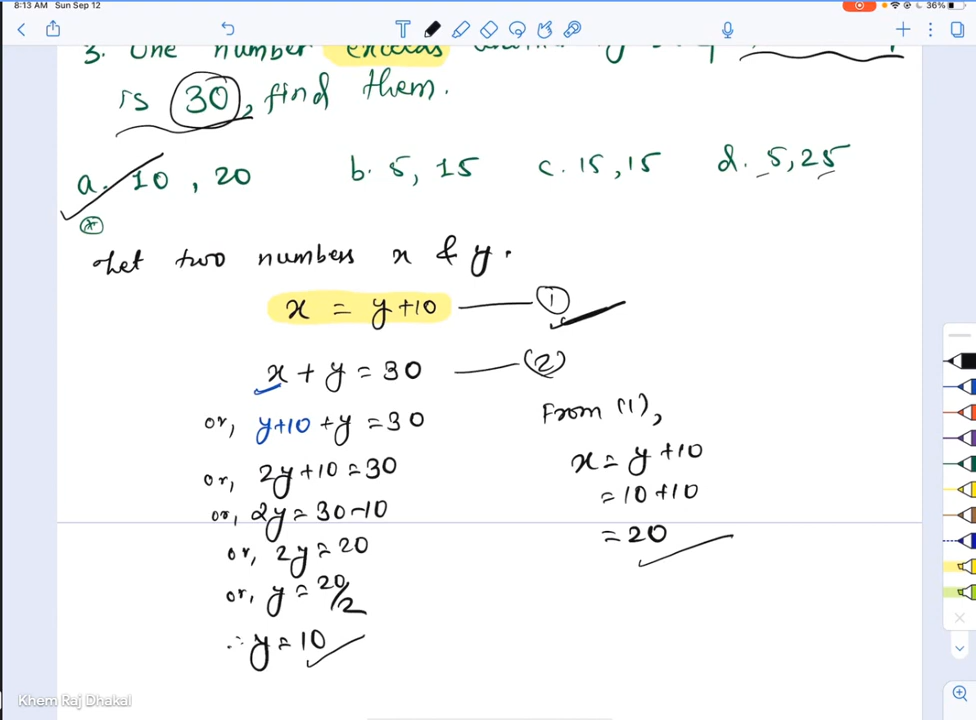 8:13 AM Sun Sep 12
36%
3. One number exceeds
is 30, find them.
a. 10, 20 b. 5, 15 c. 15, 15 d. 5, 25
Let two numbers x & y.
x = y+10 ——— (1)
x + y = 30 ——— (2)
or, y+10 + y = 30
or, 2y + 10 = 30
or, 2y = 30 - 10
or, 2y = 20
or, y = 20/2
∴ y = 10
From (1),
x = y + 10
= 10 + 10
= 20
Khem Raj Dhakal